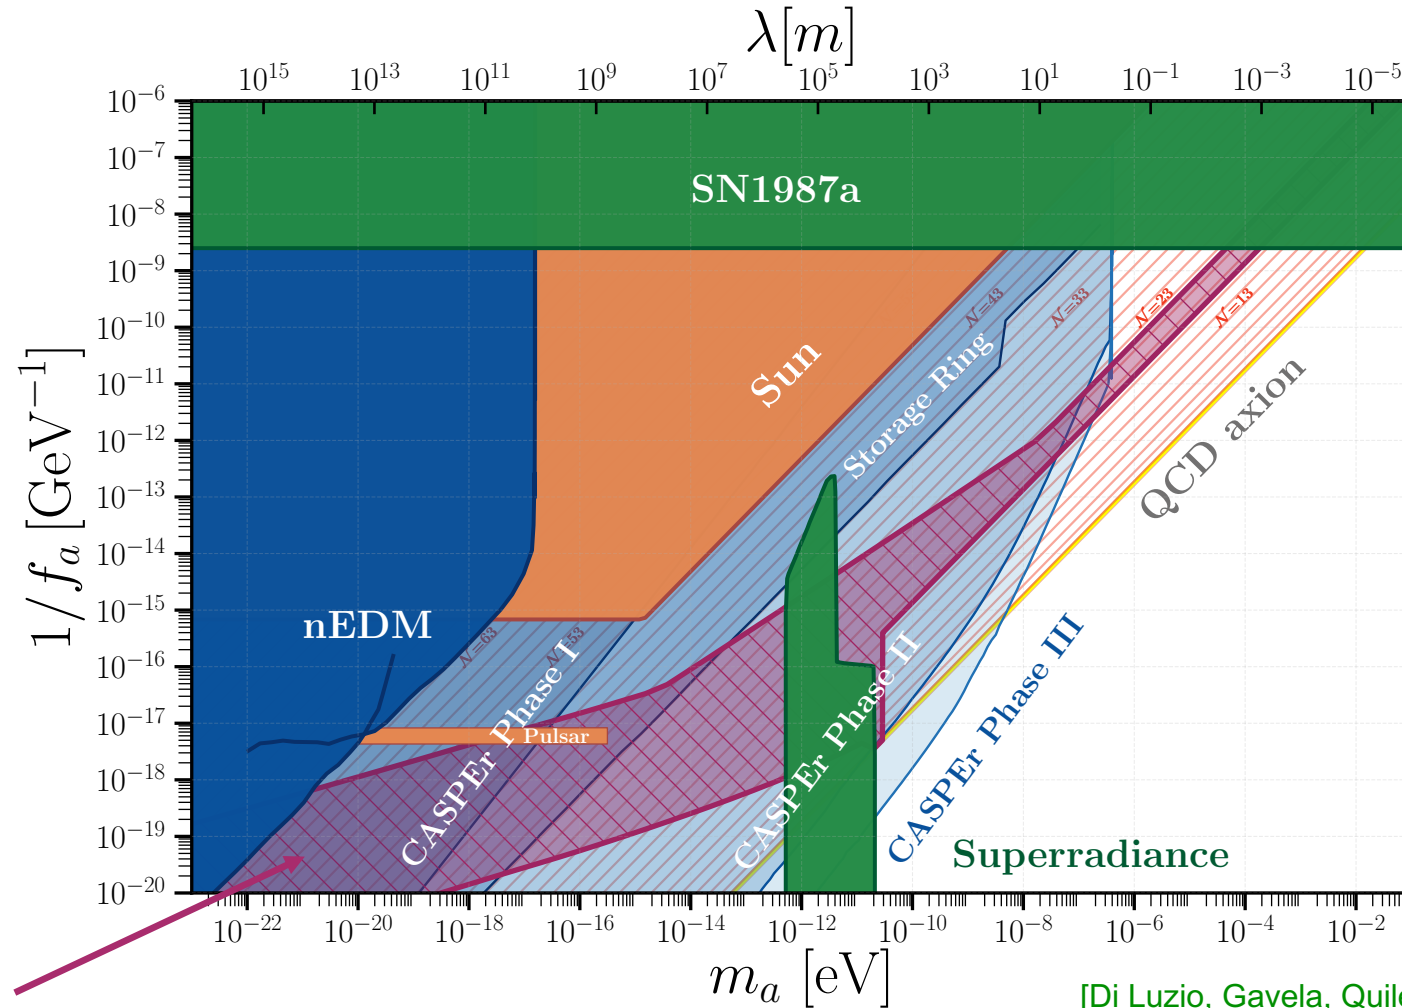 λ[m]
10^15 10^13 10^11 10^9 10^7 10^5 10^3 10^1 10^-1 10^-3 10^-5
10^-6
10^-7
SN1987a
10^-8
10^-9
N=43 N=33 N=23 N=13
10^-10
Sun
Storage Ring
10^-11
QCD axion
10^-12
1/f_a [GeV^-1]
10^-13
10^-14
10^-15
nEDM
N=63 N=53
10^-16
CASPEr Phase I
CASPEr Phase II
CASPEr Phase III
10^-17
Pulsar
10^-18
10^-19
Superradiance
10^-20
10^-22 10^-20 10^-18 10^-16 10^-14 10^-12 10^-10 10^-8 10^-6 10^-4 10^-2
m_a [eV]
[Di Luzio, Gavela, Quile